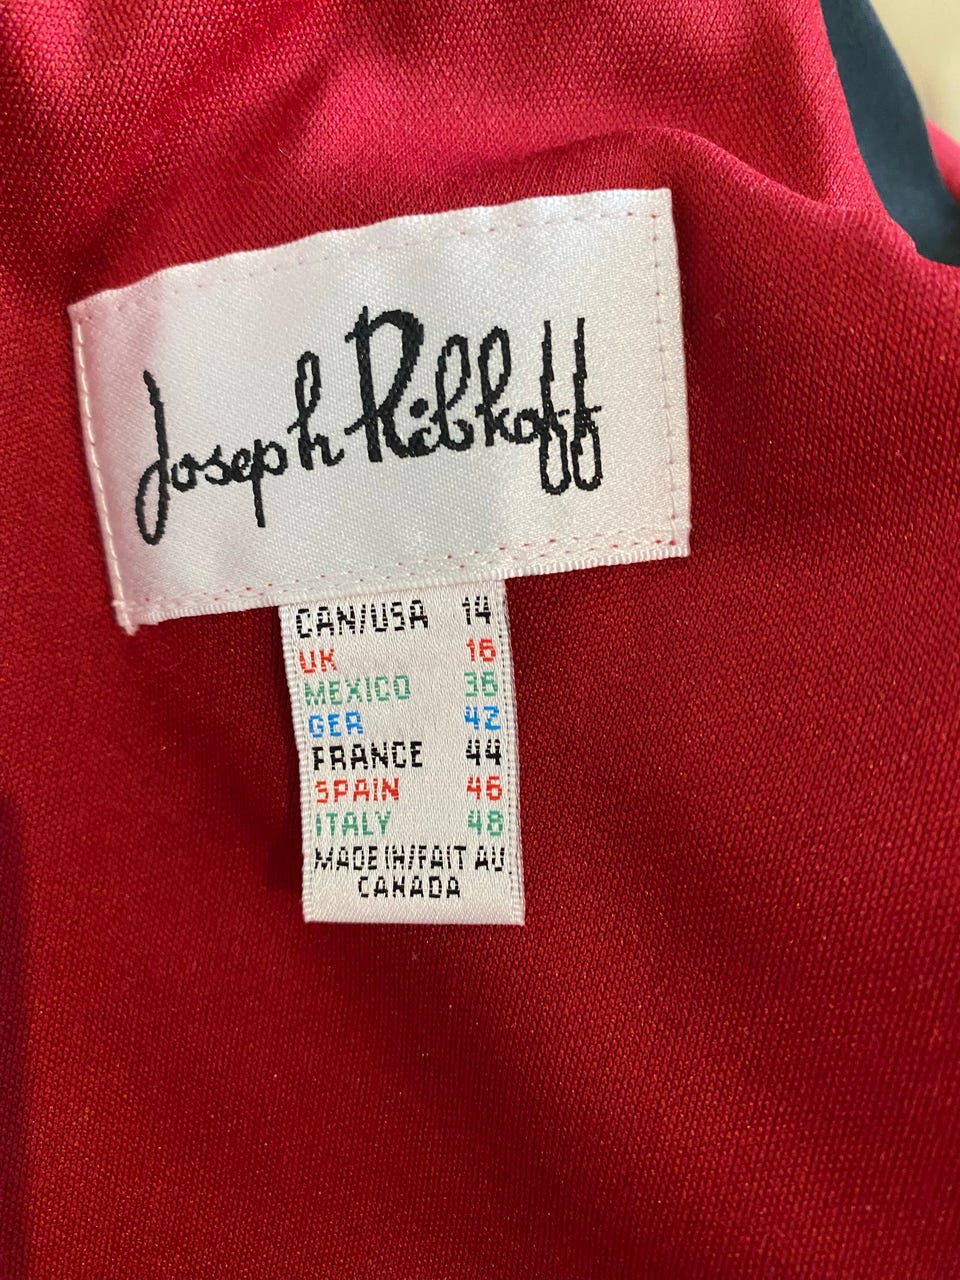 Joseph Ribkoff
CAN/USA 14
UK 16
MEXICO 36
GER 42
FRANCE 44
SPAIN 46
ITALY 48
MADE IN/FAIT AU
CANADA